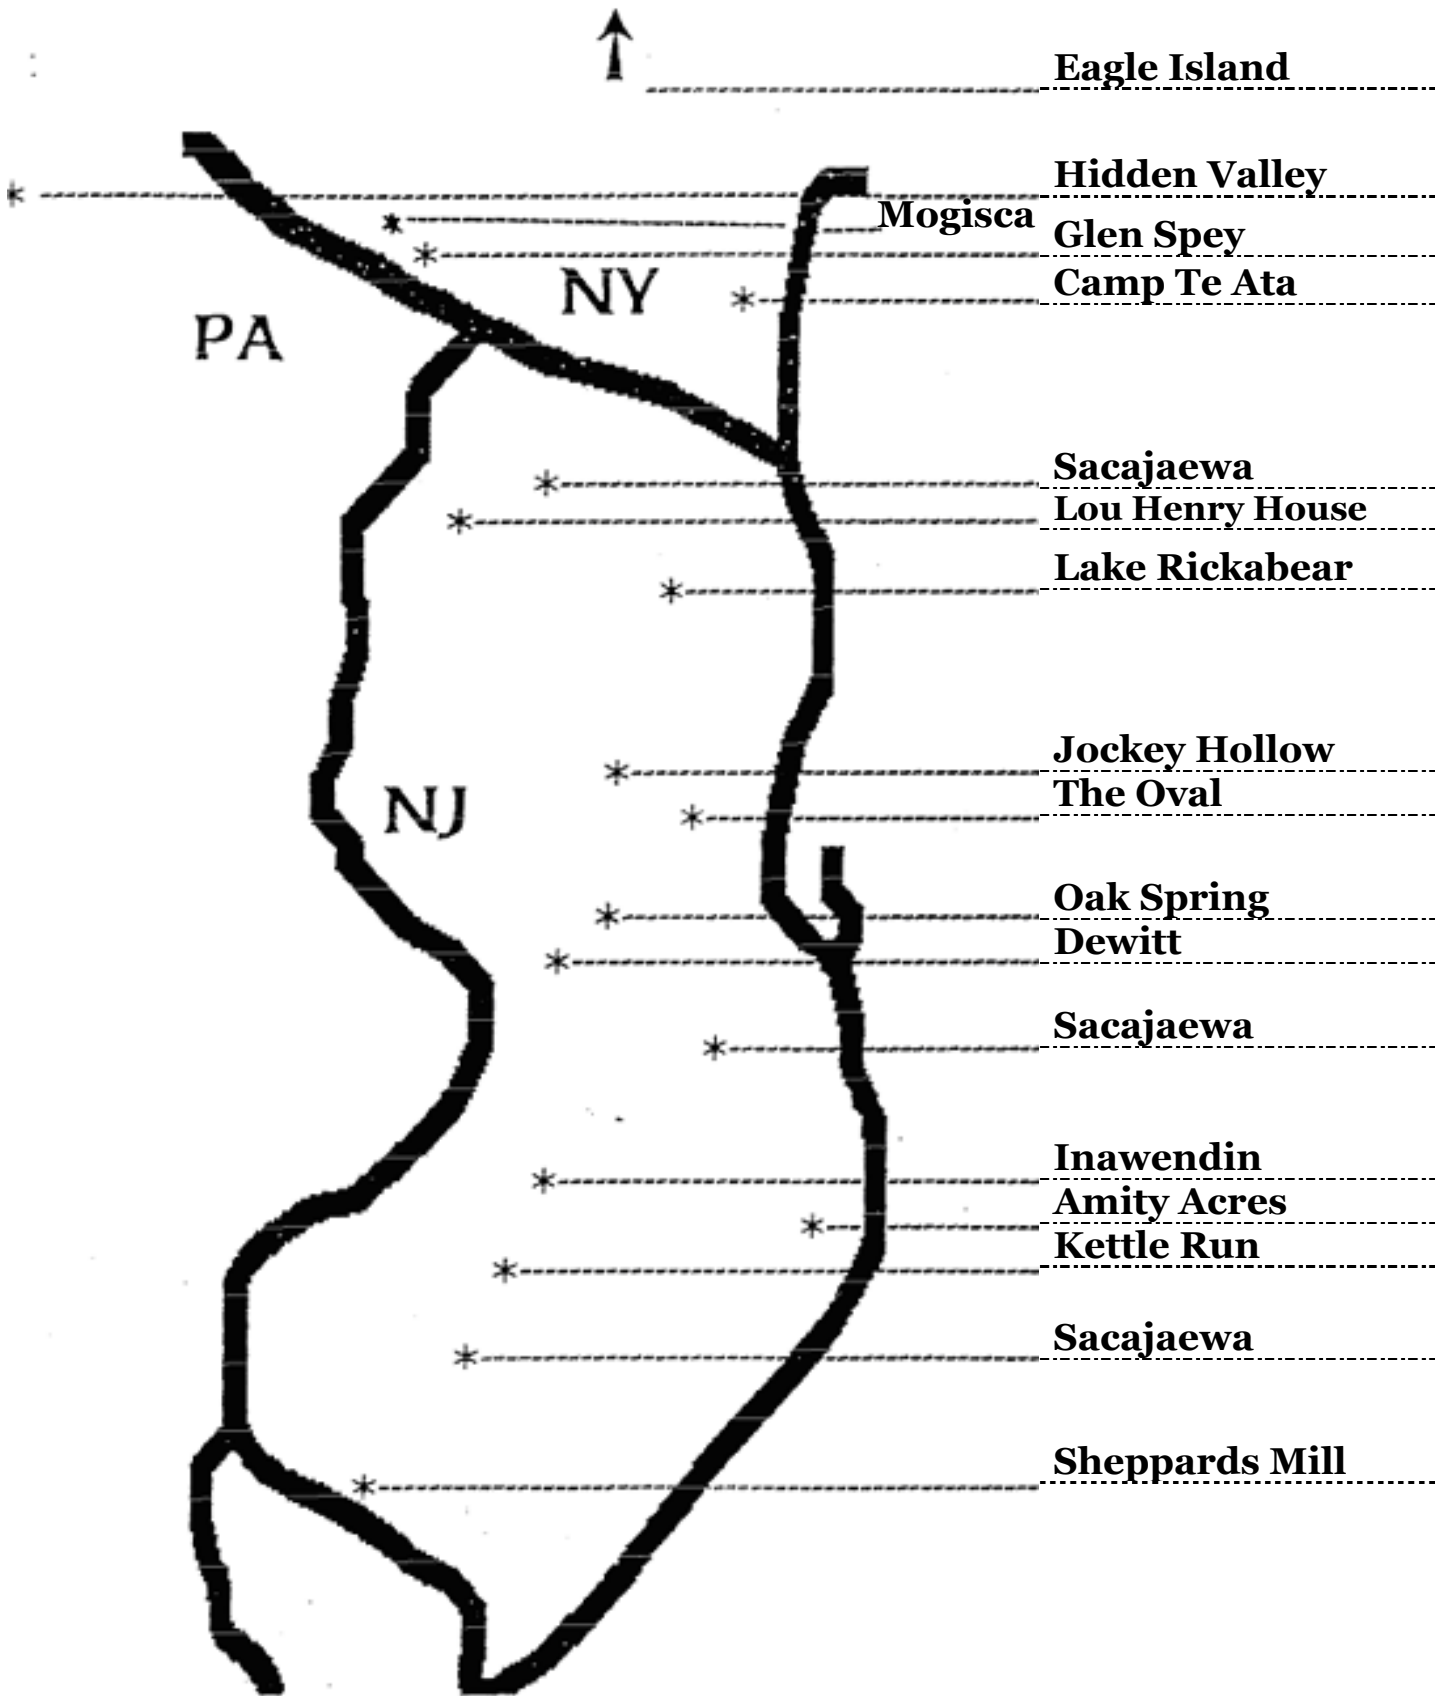 Eagle Island
Hidden Valley
Mogisca
Glen Spey
NY
Camp Te Ata
PA
Sacajaewa
Lou Henry House
Lake Rickabear
Jockey Hollow
The Oval
NJ
Oak Spring
Dewitt
Sacajaewa
Inawendin
Amity Acres
Kettle Run
Sacajaewa
Sheppards Mill